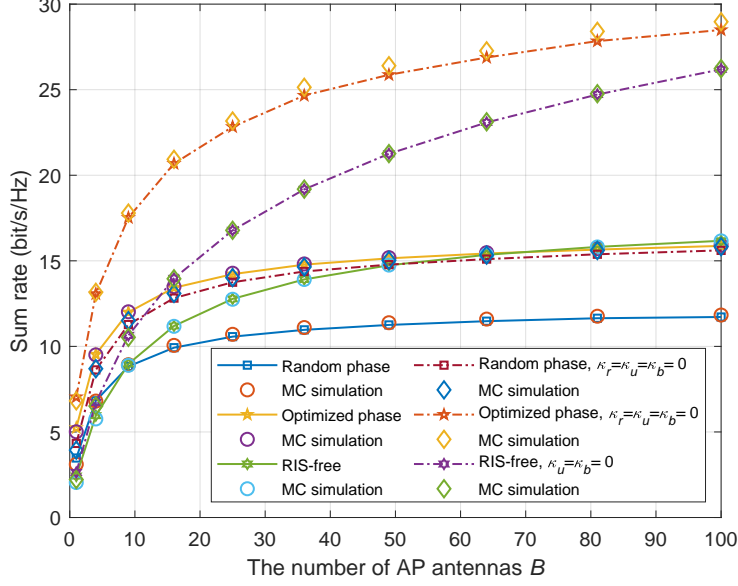 30
25
20
15
10
5
0
Sum rate (bit/s/Hz)
Random phase
MC simulation
Optimized phase
MC simulation
RIS-free
MC simulation
Random phase, κr=κu=κb= 0
MC simulation
Optimized phase, κr=κu=κb= 0
MC simulation
RIS-free, κu=κb= 0
MC simulation
0 10 20 30 40 50 60 70 80 90 100
The number of AP antennas B